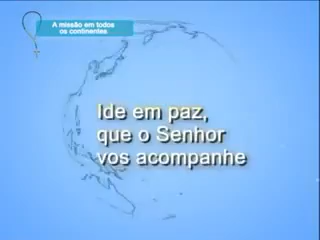 A missão em todos
os continentes
Ide em paz,
que o Senhor
vos acompanhe